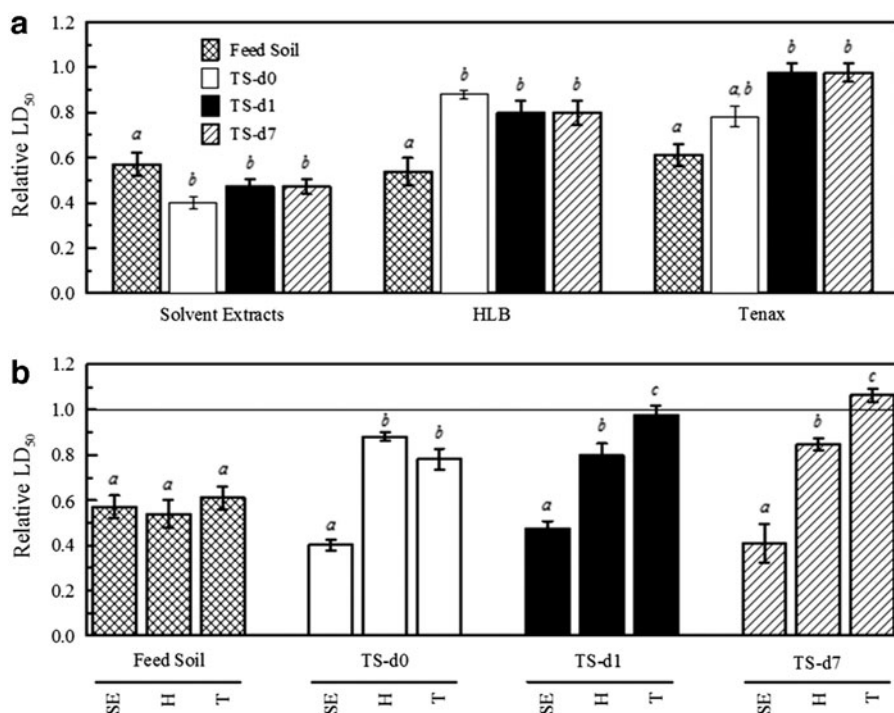 a
Relative LD50
1.2
1.0
0.8
0.6
0.4
0.2
0.0
Feed Soil
TS-d0
TS-d1
TS-d7
a
b
b
b
a
b
b
b
a
a,b
b
b
Solvent Extracts
HLB
Tenax
b
Relative LD50
1.2
1.0
0.8
0.6
0.4
0.2
0.0
a
a
a
a
b
b
a
b
c
a
b
c
Feed Soil
TS-d0
TS-d1
TS-d7
SE
H
T
SE
H
T
SE
H
T
SE
H
T